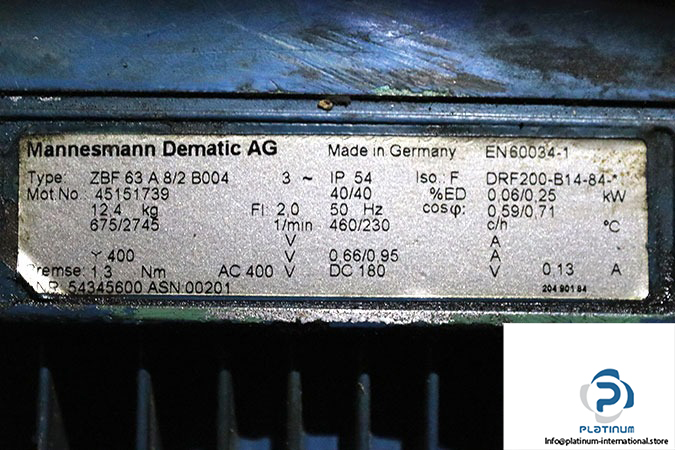 Mannesmann Dematic AG Made in Germany EN60034-1
Type: ZBF 63 A 8/2 B004 3 ~ IP 54 Iso.: F DRF200-B14-84-*
Mot No.: 45151739 40/40 %ED 0,06/0,25 kW
12,4 kg FI: 2,0 50 Hz cosφ: 0,59/0,71
675/2745 1/min 460/230 c/h °C
V A
Y 400 V 0,66/0,95 A
Bremse: 1,3 Nm AC 400 V DC 180 V 0,13 A
54345600 ASN:00201 204 901 84
PLATINUM
Info@platinum-international.store